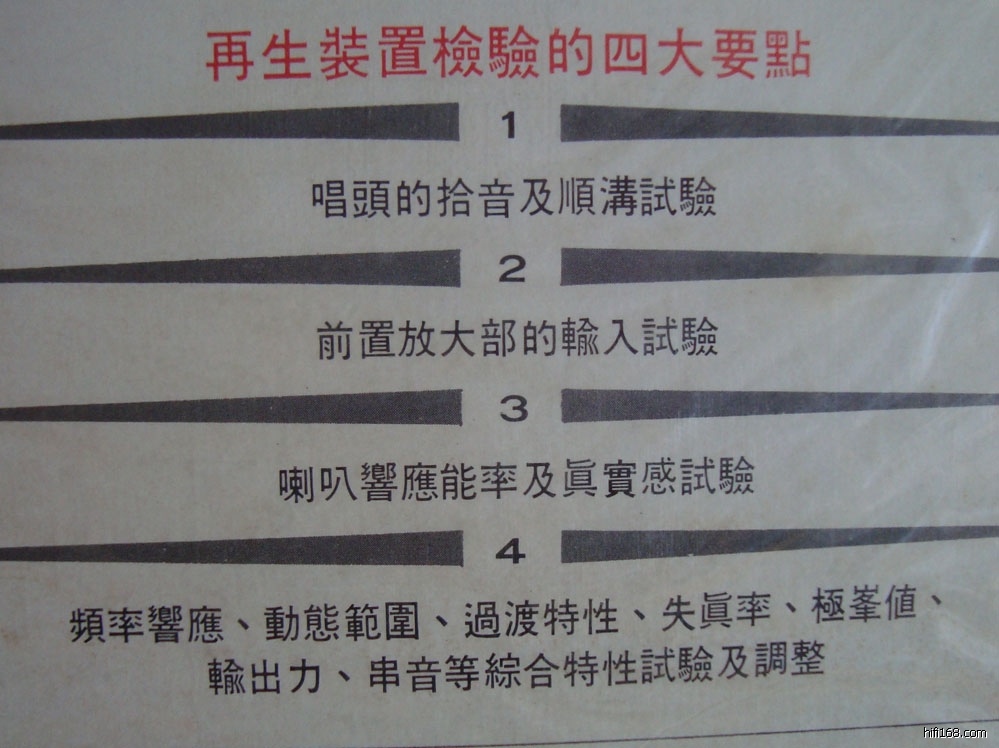 再生裝置檢驗的四大要點
1
唱頭的拾音及順溝試驗
2
前置放大部的輸入試驗
3
喇叭響應能率及眞實感試驗
4
頻率響應、動態範圍、過渡特性、失眞率、極峯値、
輸出力、串音等綜合特性試驗及調整
hifi168.com